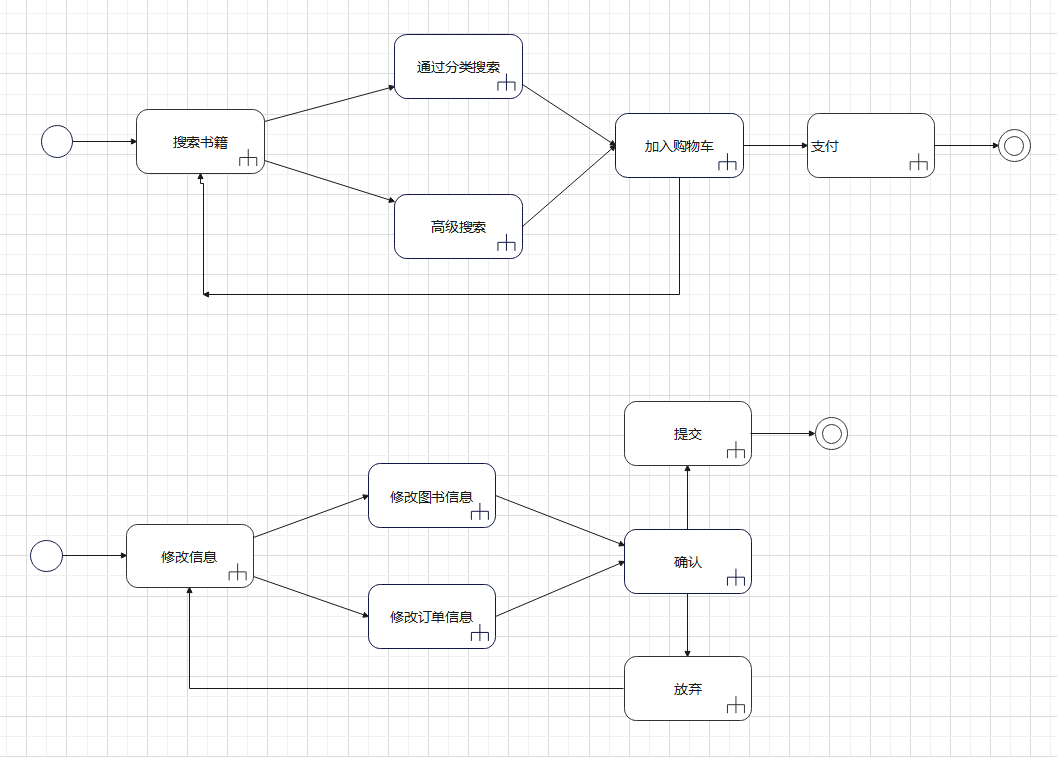 通过分类搜索
搜索书籍
加入购物车
支付
高级搜索
提交
修改图书信息
修改信息
确认
修改订单信息
放弃